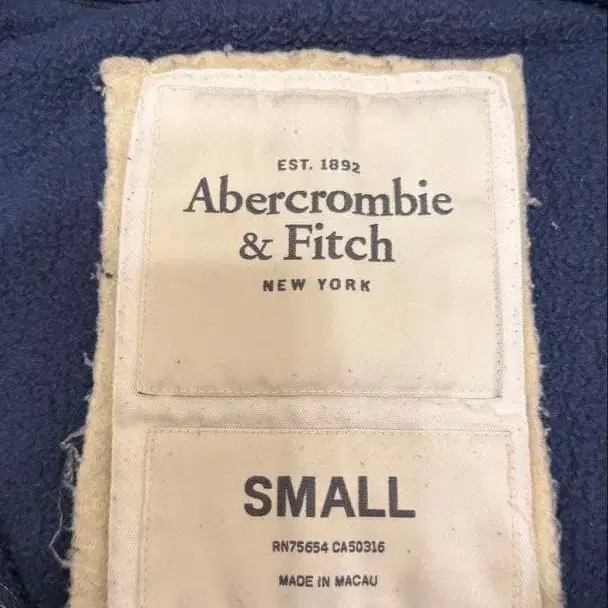 EST. 1892
Abercrombie
& Fitch
NEW YORK
SMALL
RN75654 CA50316
MADE IN MACAU